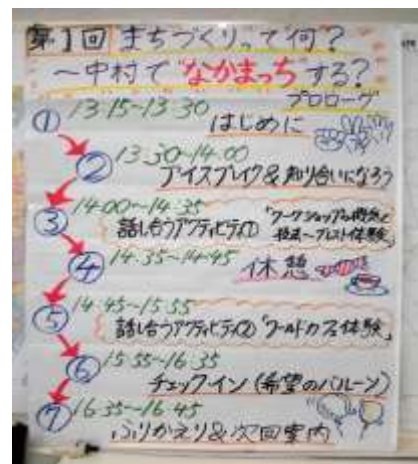 第1回 まちづくりって何?
~中村で"なかまっち"する?
プロローグ
① 13:15~13:30
はじめに
② 13:30~14:00
アイスブレイク&知り合いになろう
③ 14:00~14:35
話し合うアクティビティ① 「ワークショップの概念と
技法~ブレスト体験」
④ 14:35~14:45
休憩
⑤ 14:45~15:55
話し合うアクティビティ② 「ワールドカフェ体験」
⑥ 15:55~16:35
チェックイン(希望のバルーン)
⑦ 16:35~16:45
ふりかえり&次回案内